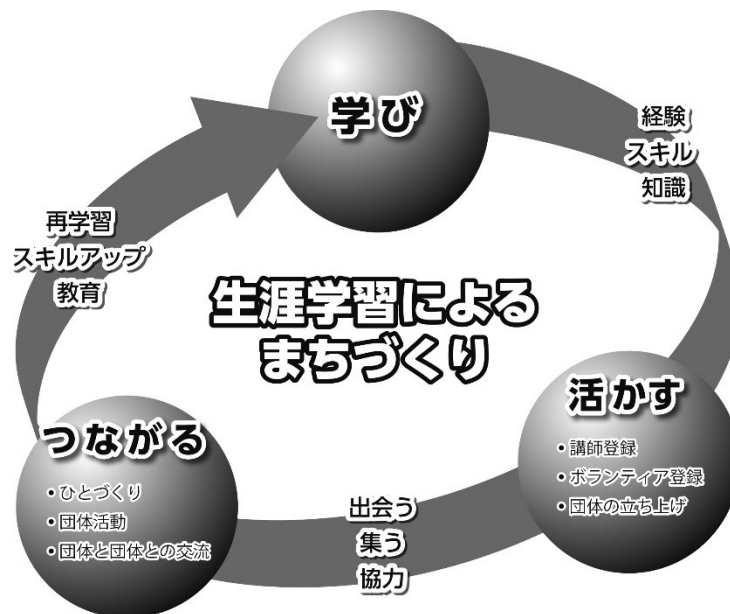 学び
経験
スキル
知識
再学習
スキルアップ
教育
生涯学習による
まちづくり
活かす
•講師登録
•ボランティア登録
•団体の立ち上げ
つながる
•ひとづくり
•団体活動
•団体と団体との交流
出会う
集う
協力